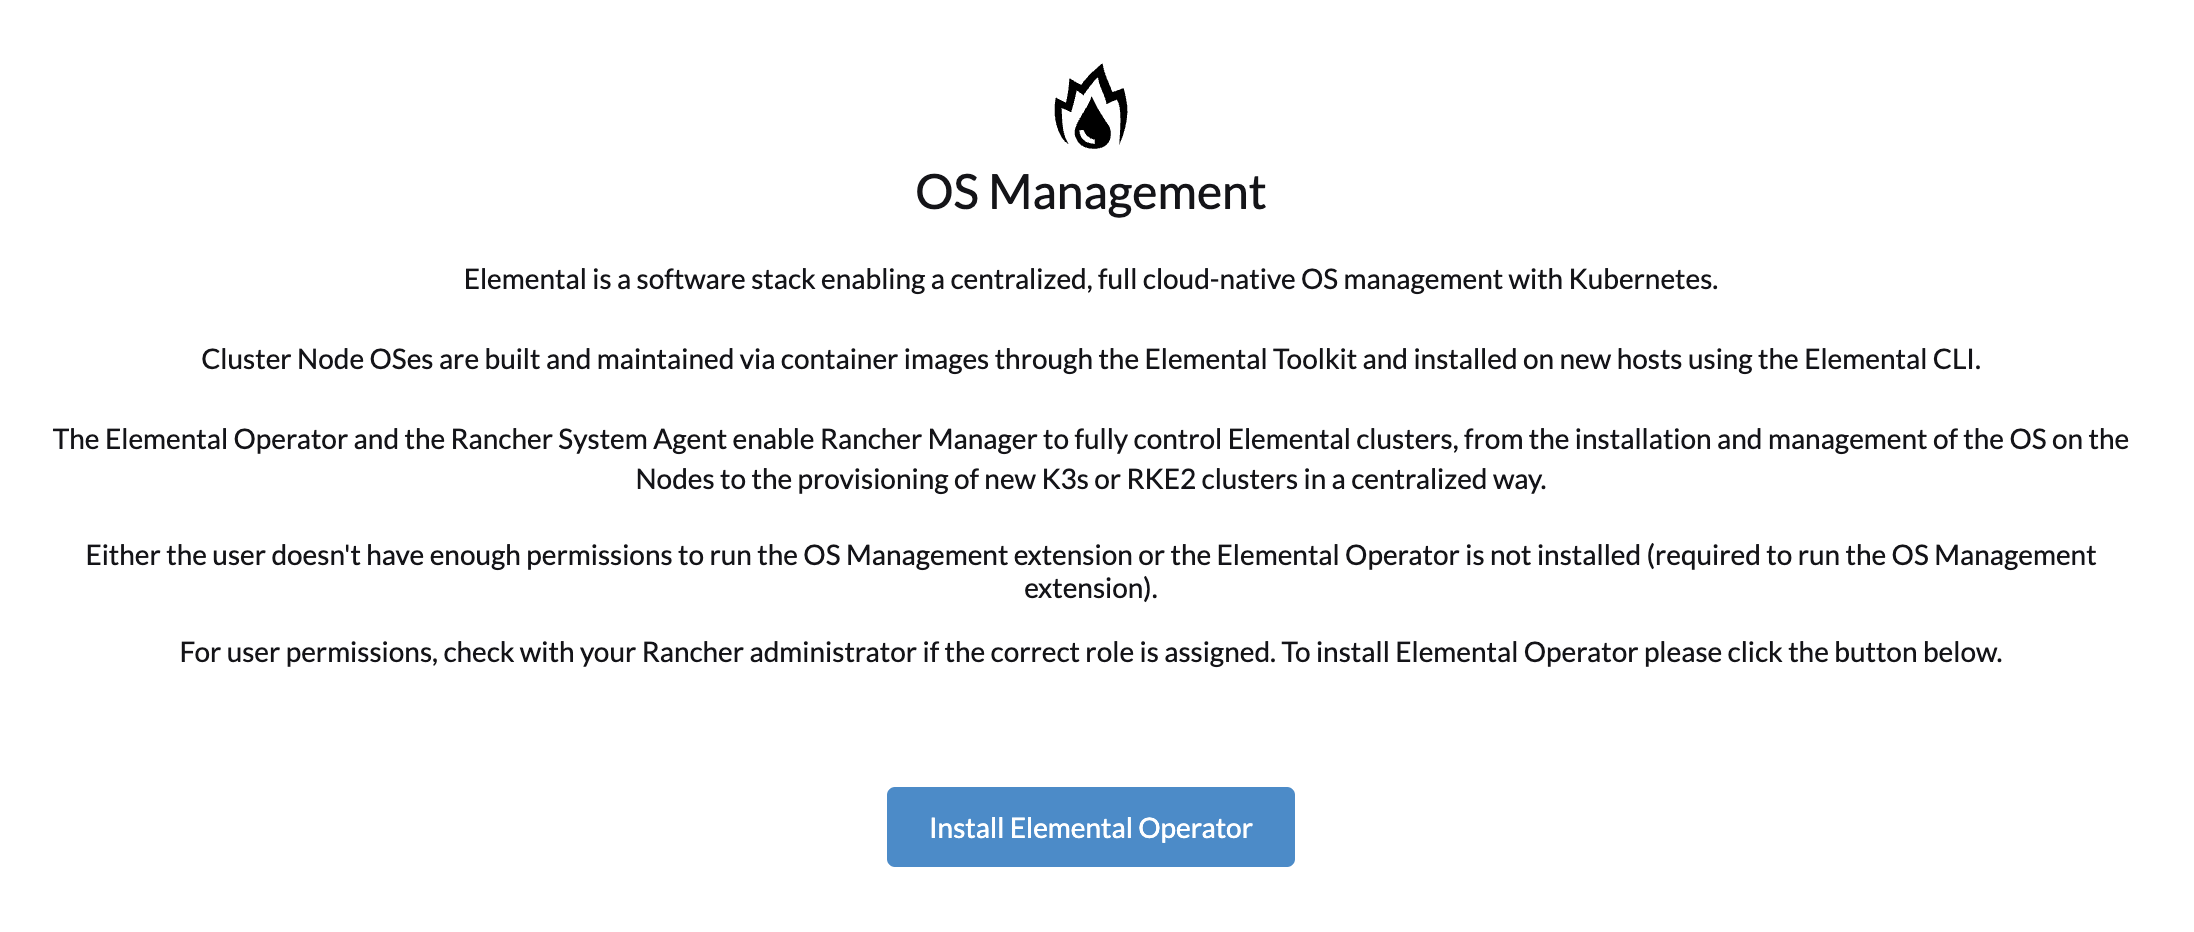 OS Management
Elemental is a software stack enabling a centralized, full cloud-native OS management with Kubernetes.
Cluster Node OSes are built and maintained via container images through the Elemental Toolkit and installed on new hosts using the Elemental CLI.
The Elemental Operator and the Rancher System Agent enable Rancher Manager to fully control Elemental clusters, from the installation and management of the OS on the
Nodes to the provisioning of new K3s or RKE2 clusters in a centralized way.
Either the user doesn't have enough permissions to run the OS Management extension or the Elemental Operator is not installed (required to run the OS Management
extension).
For user permissions, check with your Rancher administrator if the correct role is assigned. To install Elemental Operator please click the button below.
Install Elemental Operator